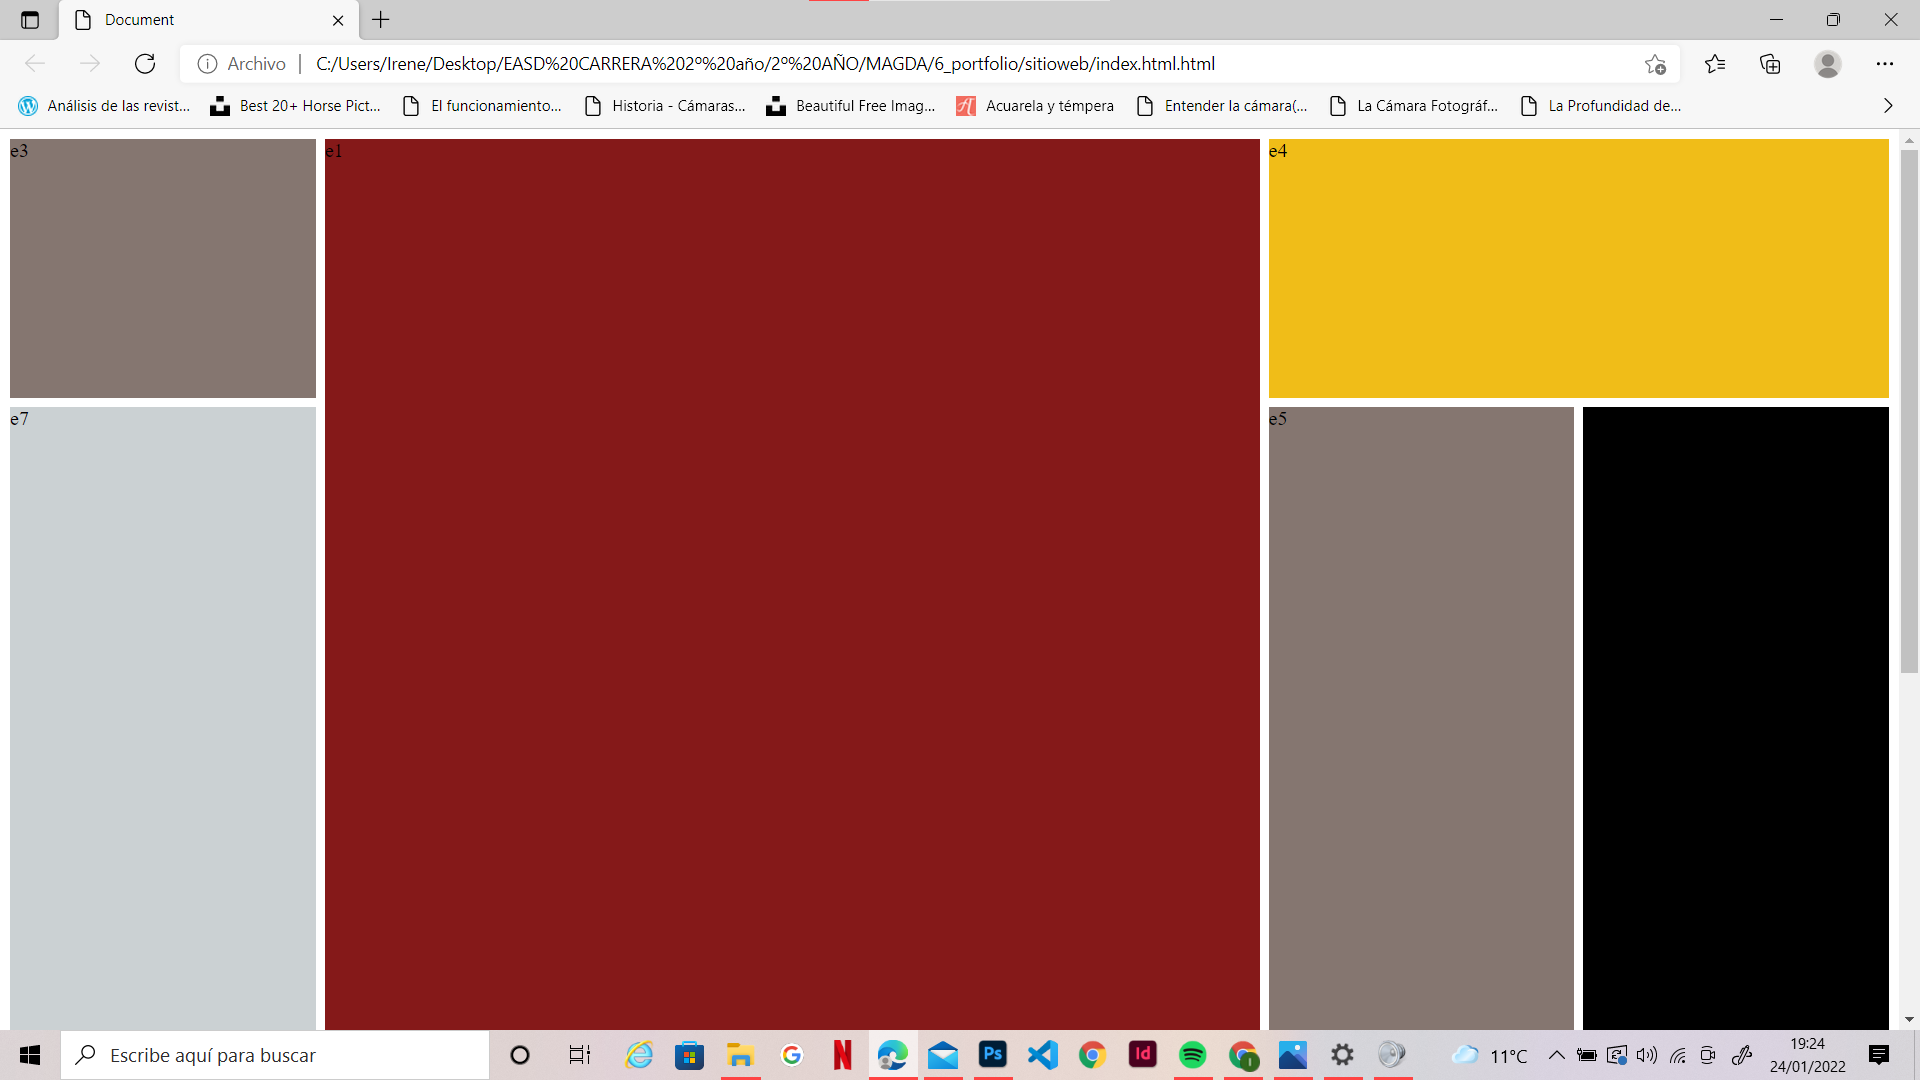 Document
Archivo
C:/Users/Irene/Desktop/EASD%20CARRERA%202º%20año/2º%20AÑO/MAGDA/6_portfolio/sitioweb/index.html.html
Análisis de las revist...
Best 20+ Horse Pict...
El funcionamiento...
Historia - Cámaras...
Beautiful Free Imag...
Acuarela y témpera
Entender la cámara(...
La Cámara Fotográf...
La Profundidad de...
e3
e1
e4
e7
e5
Escribe aquí para buscar
Ps
Id
I
11°C
19:24
24/01/2022